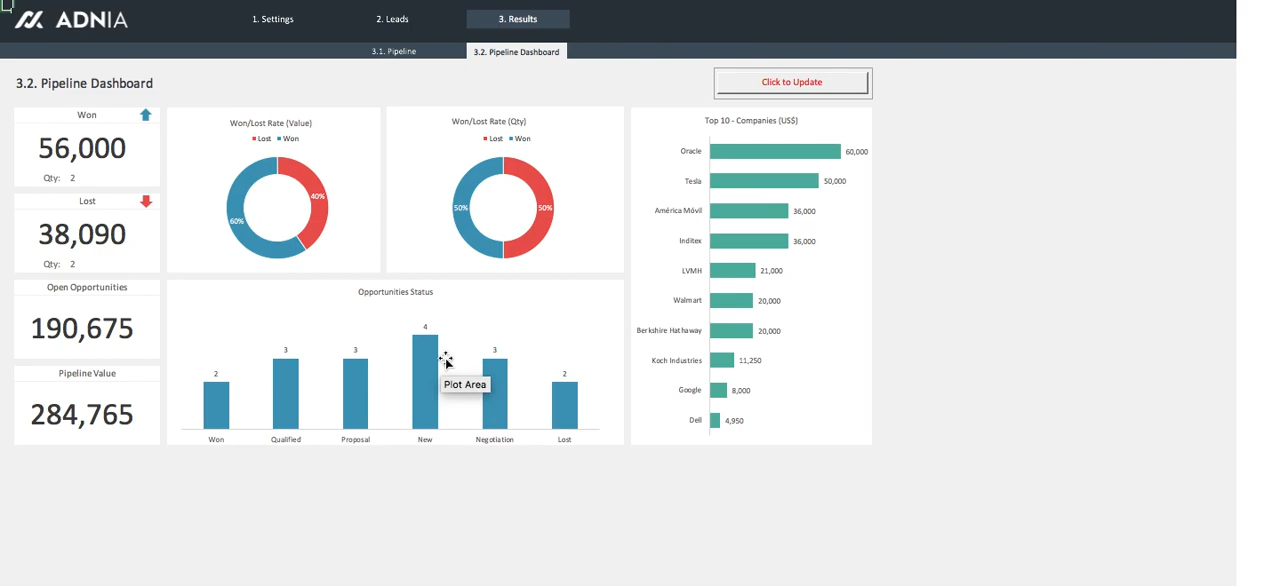 ADNIA
1. Settings
2. Leads
3. Results
3.1. Pipeline
3.2. Pipeline Dashboard
3.2. Pipeline Dashboard
Click to Update
Won
56,000
Qty: 2
Lost
38,090
Qty: 2
Open Opportunities
190,675
Pipeline Value
284,765
Won/Lost Rate (Value)
Lost Won
40%
60%
Won/Lost Rate (Qty)
Lost Won
50%
50%
Opportunities Status
2
3
3
4
3
2
Plot Area
Won
Qualified
Proposal
New
Negotiation
Lost
Top 10 - Companies (US$)
Oracle 60,000
Tesla 50,000
América Móvil 36,000
Inditex 36,000
LVMH 21,000
Walmart 20,000
Berkshire Hathaway 20,000
Koch Industries 11,250
Google 8,000
Dell 4,950